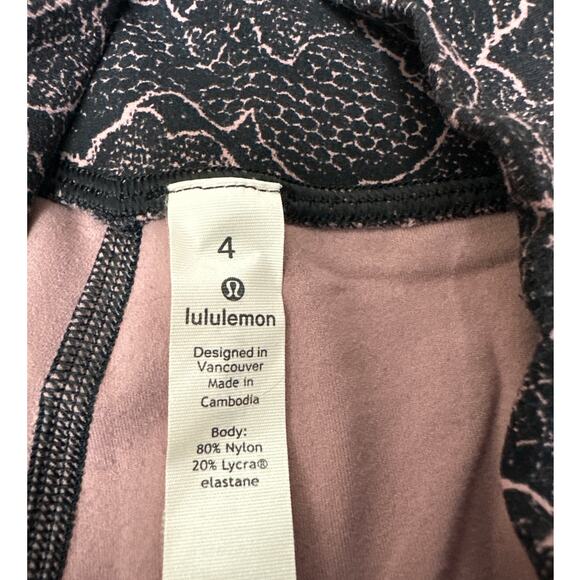 4
lululemon
Designed in
Vancouver
Made in
Cambodia
Body:
80% Nylon
20% Lycra®
elastane